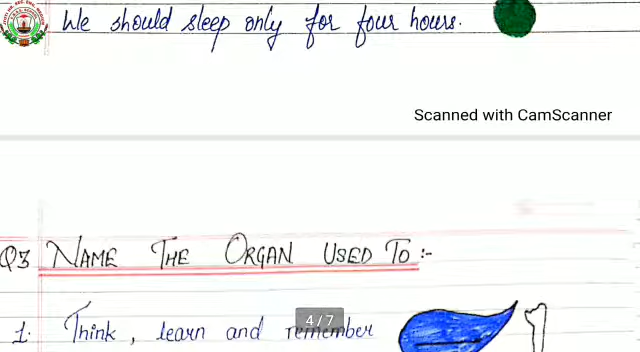 We should sleep only for four hours.
Scanned with CamScanner
Q3 NAME THE ORGAN USED TO :-
4/7
1. Think, learn and remember